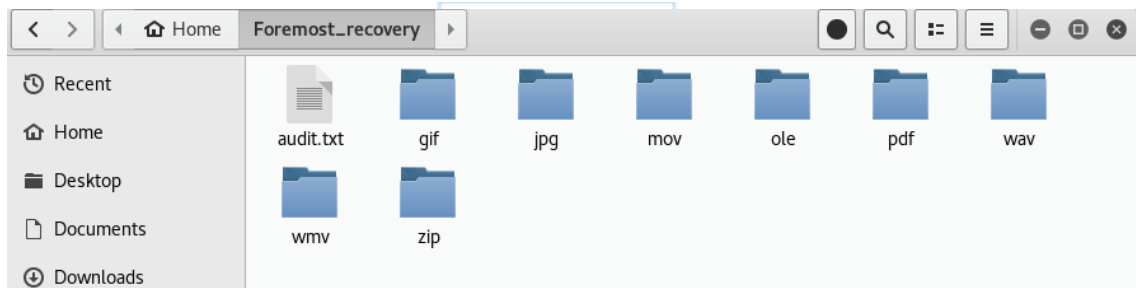 Home Foremost_recovery
Recent
Home
Desktop
Documents
Downloads
audit.txt gif jpg mov ole pdf wav
wmv zip